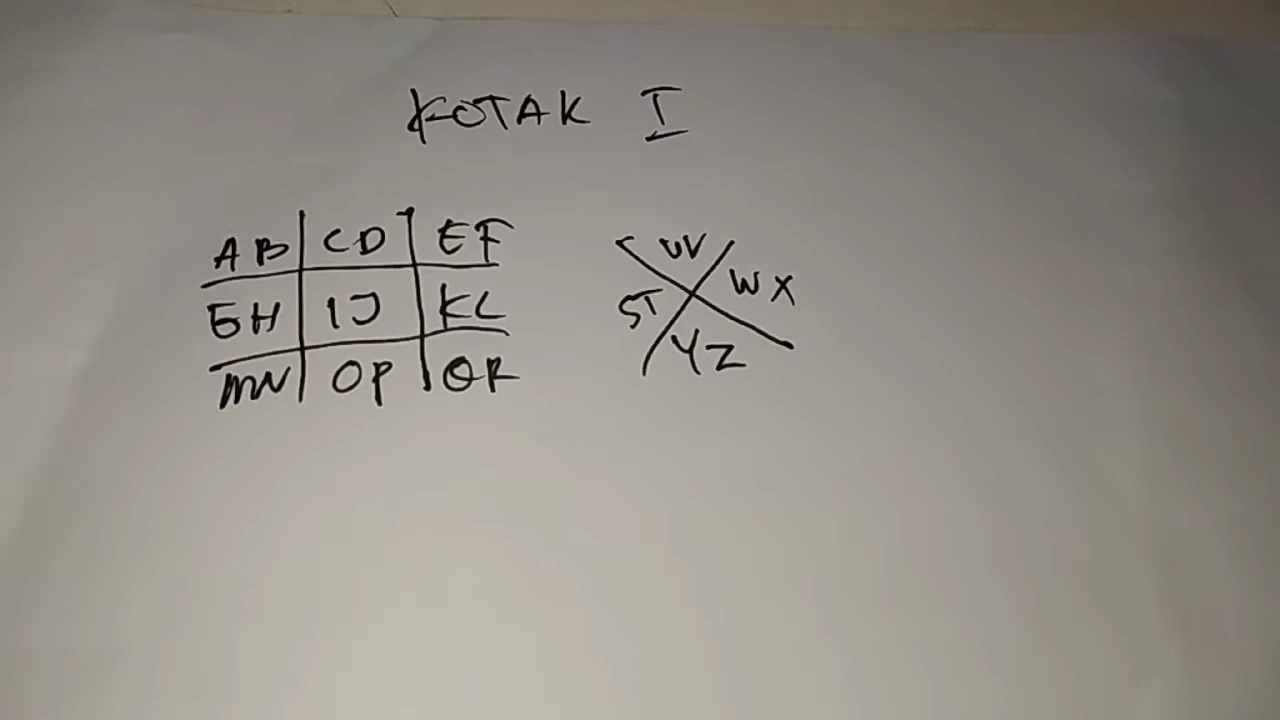 KOTAK I
AB CD EF
GH IJ KL
MN OP QR
UV
ST WX
YZ